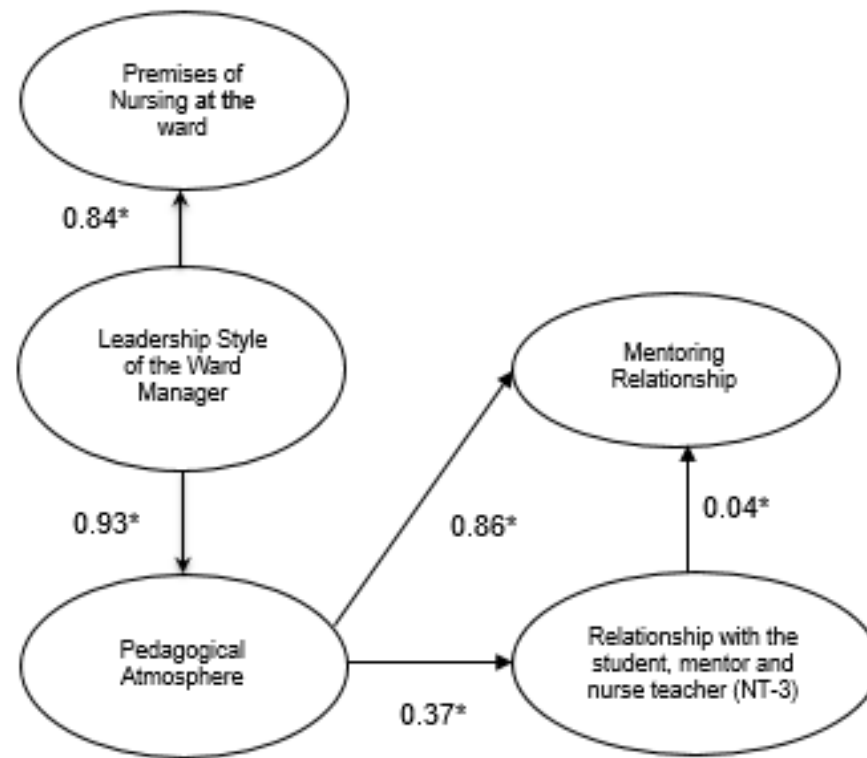 Premises of
Nursing at the
ward
0.84*
Leadership Style
of the Ward
Manager
Mentoring
Relationship
0.93*
0.86*
0.04*
Pedagogical
Atmosphere
Relationship with the
student, mentor and
nurse teacher (NT-3)
0.37*